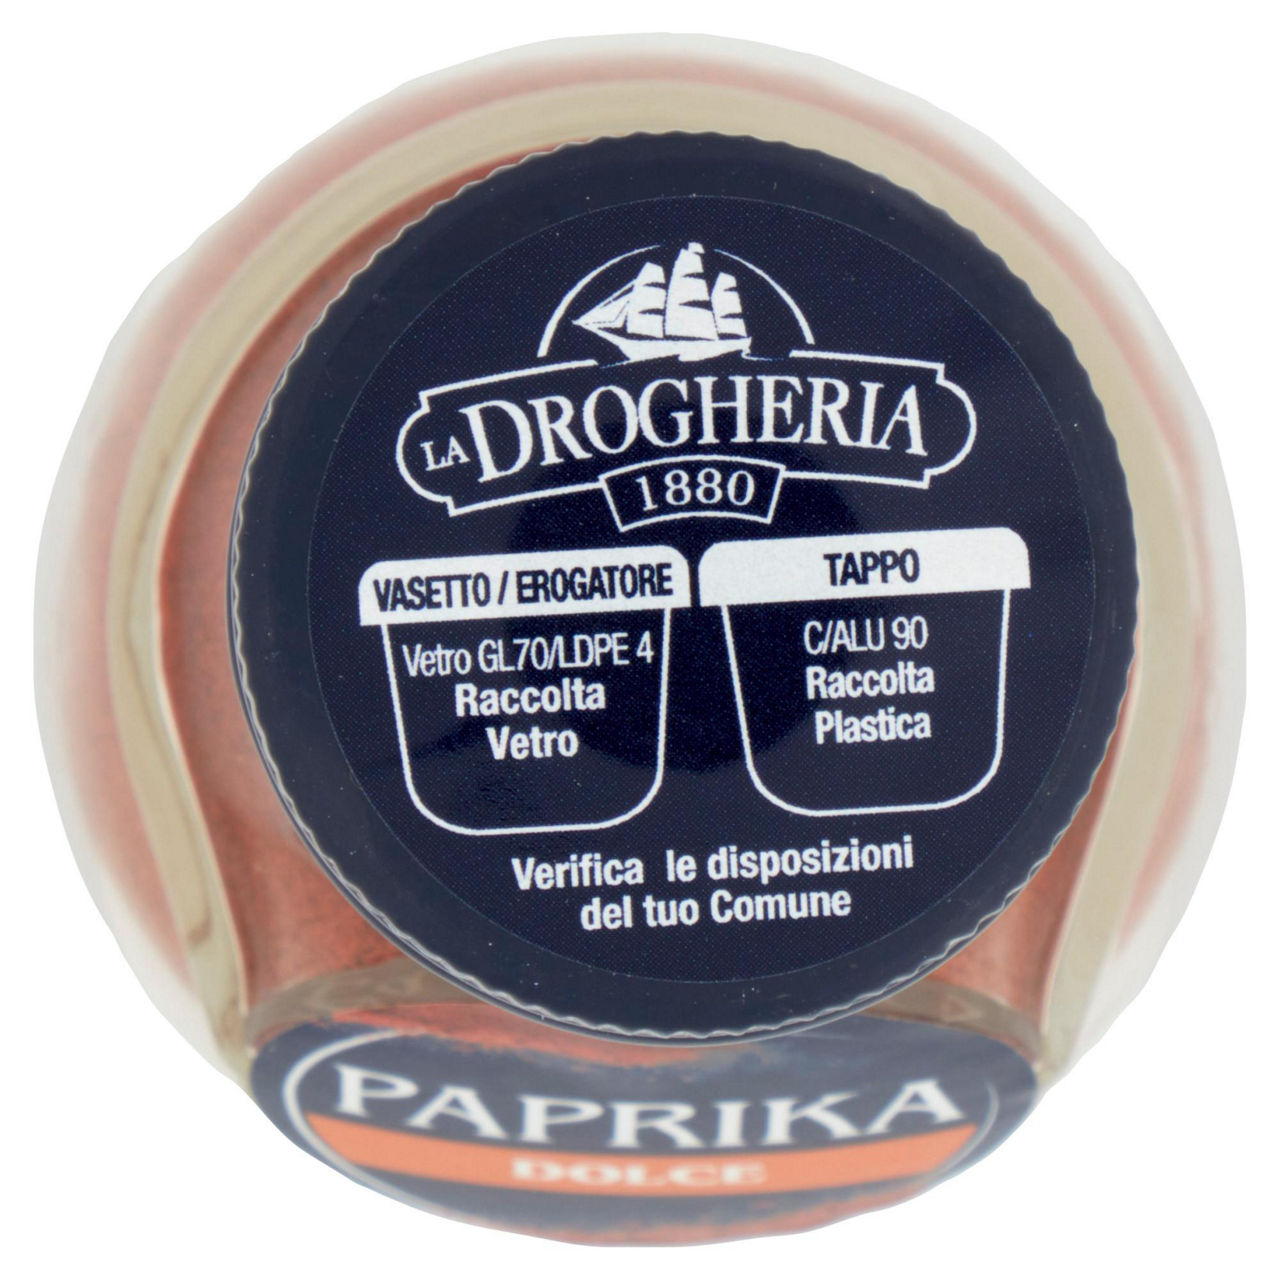 LA DROGHERIA
1880
VASETTO / EROGATORE
Vetro GL70/LDPE 4
Raccolta
Vetro
TAPPO
C/ALU 90
Raccolta
Plastica
Verifica le disposizioni
del tuo Comune
PAPRIKA
DOLCE